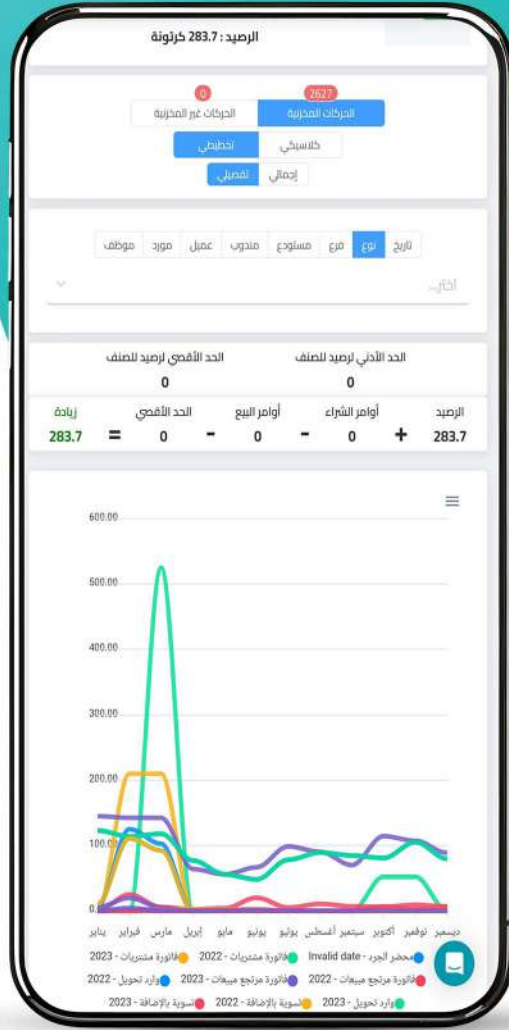 الرصيد : 283.7 كرتونة
2627 0
الحركات المخزنية الحركات غير المخزنية
كلاسيكي تخطيطي
إجمالي تفصيلي
تاريخ نوع فرع مستودع مندوب عميل مورد موظف
اختر...
الحد الأدني لرصيد للصنف الحد الأقصي لرصيد للصنف
0 0
الرصيد أوامر الشراء أوامر البيع الحد الأقصي زيادة
283.7 + 0 - 0 - 0 = 283.7
600.00
500.00
400.00
300.00
200.00
100.00
0.
يناير فبراير مارس إبريل مايو يونيو يوليو أغسطس سبتمبر أكتوبر نوفمبر ديسمبر
محضر الجرد - Invalid date فاتورة مشتريات - 2022 فاتورة مشتريات - 2023
فاتورة مرتجع مبيعات - 2022 فاتورة مرتجع مبيعات - 2023 وارد تحويل - 2022
وارد تحويل - 2023 تسوية بالإضافة - 2022 تسوية بالإضافة - 2023